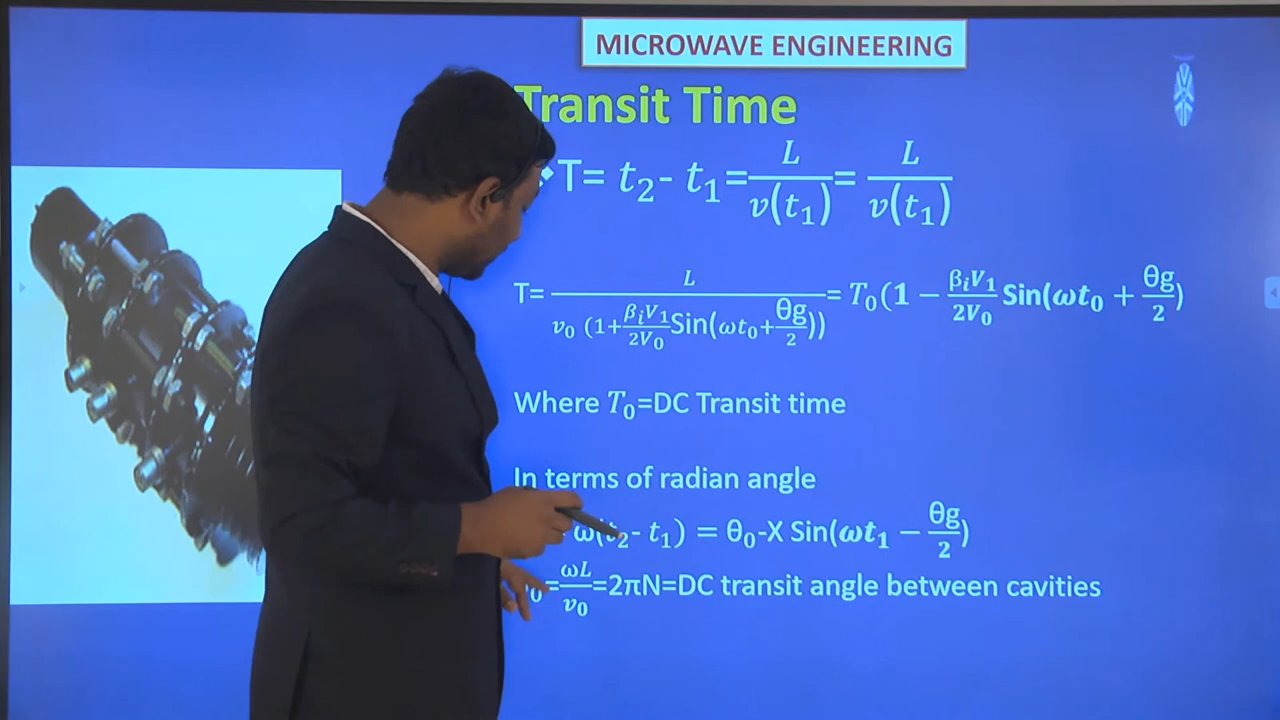 MICROWAVE ENGINEERING
Transit Time
T= t₂- t₁=L/v(t₁)= L/v(t₁)
T= L/(v₀ (1+(βᵢV₁/2V₀)Sin(ωt₀+θg/2)) = T₀(1 − (βᵢV₁/2V₀)Sin(ωt₀ + θg/2)
Where T₀=DC Transit time
In terms of radian angle
ω(t₂- t₁) = θ₀-X Sin(ωt₁ − θg/2)
₀=ωL/v₀=2πN=DC transit angle between cavities